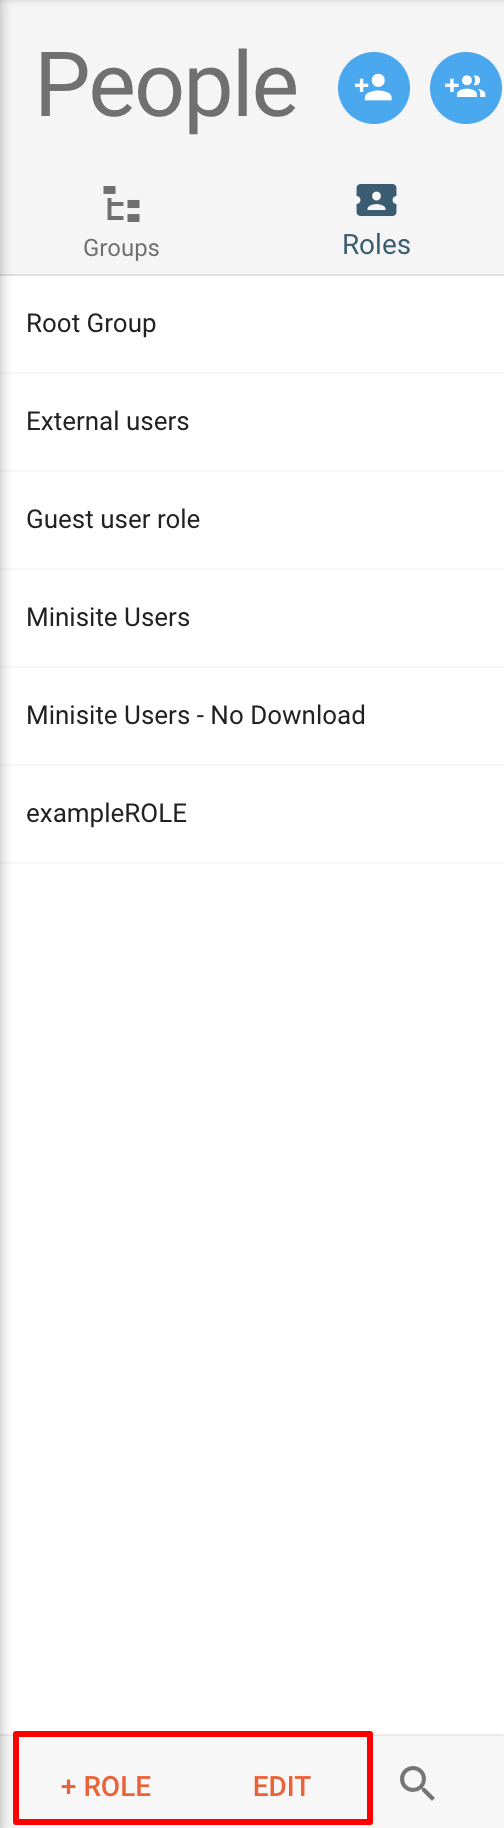 People
Groups
Roles
Root Group
External users
Guest user role
Minisite Users
Minisite Users - No Download
exampleROLE
+ ROLE
EDIT